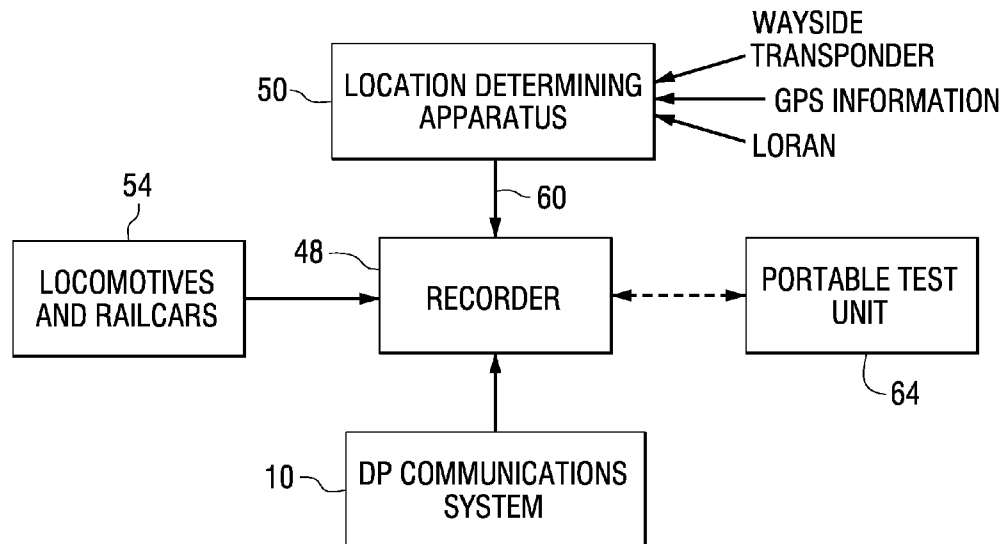 WAYSIDE
TRANSPONDER
50
LOCATION DETERMINING
APPARATUS
GPS INFORMATION
LORAN
60
54
48
LOCOMOTIVES
AND RAILCARS
RECORDER
PORTABLE TEST
UNIT
64
10
DP COMMUNICATIONS
SYSTEM